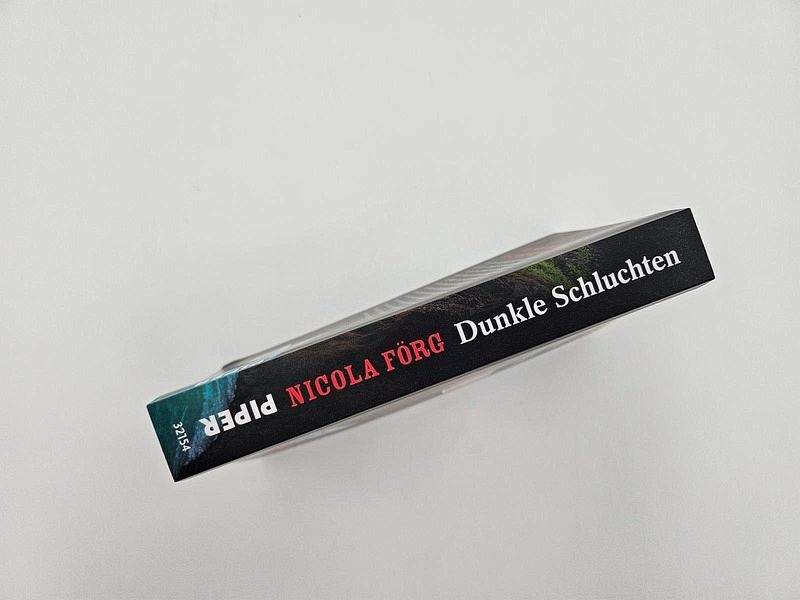 32154
PIPER
NICOLA FÖRG
Dunkle Schluchten